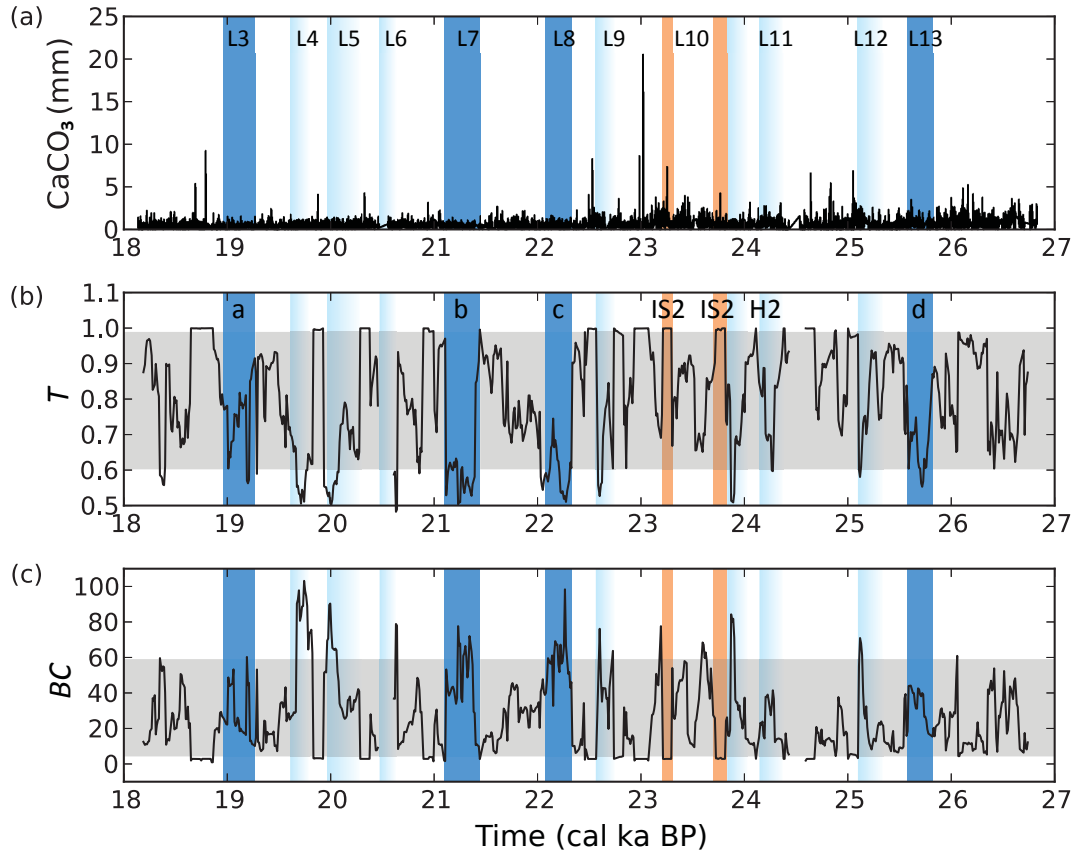 (a)
CaCO₃ (mm)
25
20
15
10
5
0
L3 L4 L5 L6 L7 L8 L9 L10 L11 L12 L13
18 19 20 21 22 23 24 25 26 27
(b)
T
1.1
1.0
0.9
0.8
0.7
0.6
0.5
a b c IS2 IS2 H2 d
18 19 20 21 22 23 24 25 26 27
(c)
BC
100
80
60
40
20
0
18 19 20 21 22 23 24 25 26 27
Time (cal ka BP)